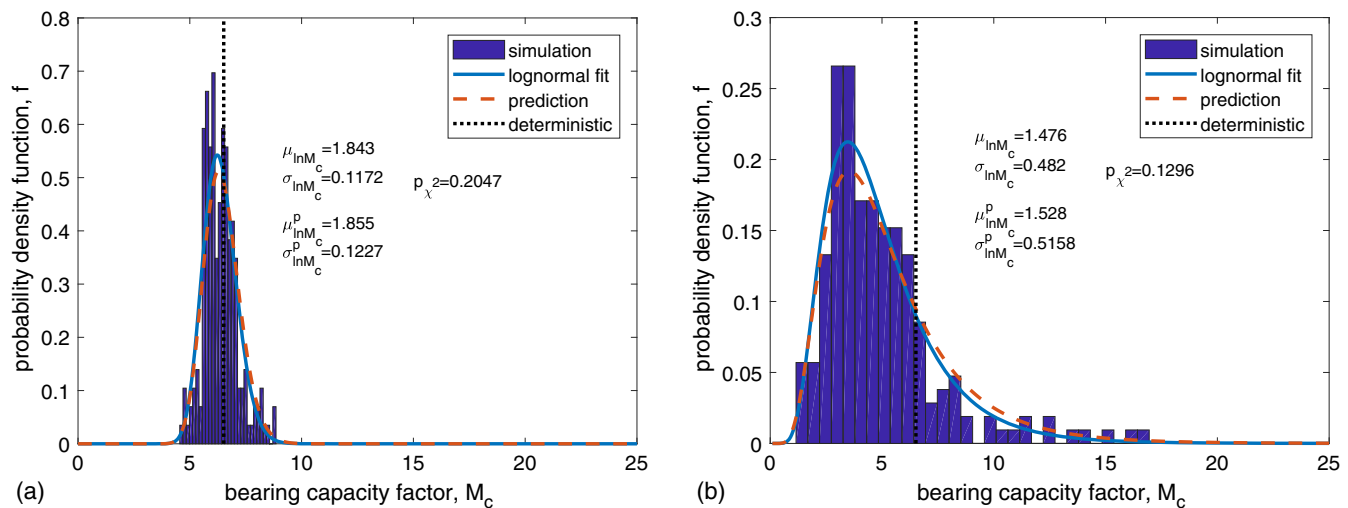 0.8
0.7
0.6
0.5
0.4
0.3
0.2
0.1
0
probability density function, f
simulation
lognormal fit
prediction
deterministic
μlnMc=1.843
σlnMc=0.1172
pχ2=0.2047
μplnMc=1.855
σplnMc=0.1227
0 5 10 15 20 25
bearing capacity factor, Mc
(a)
0.3
0.25
0.2
0.15
0.1
0.05
0
probability density function, f
simulation
lognormal fit
prediction
deterministic
μlnMc=1.476
σlnMc=0.482
pχ2=0.1296
μplnMc=1.528
σplnMc=0.5158
0 5 10 15 20 25
bearing capacity factor, Mc
(b)